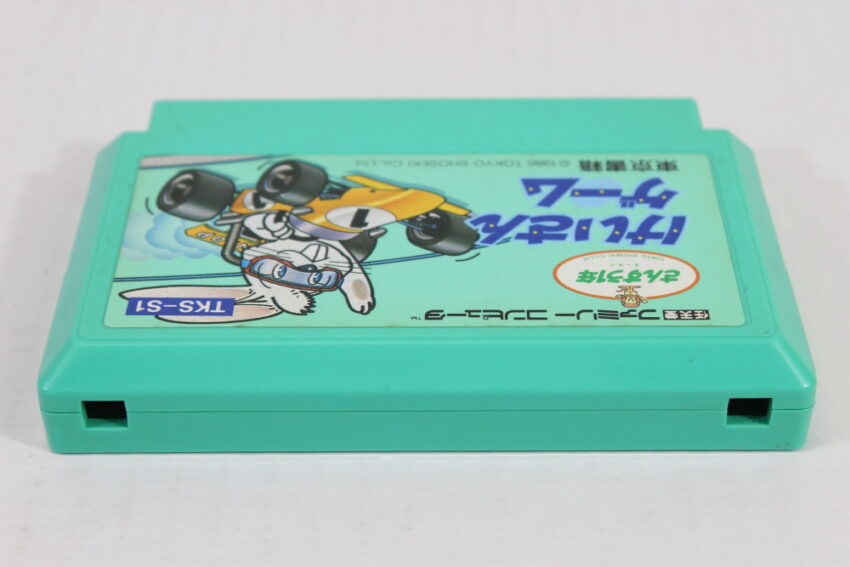 任天堂 ファミリーコンピュータ™
さんすう1年
けいさん
ゲーム
TKS-S1
1
東京書籍
©1986 TOKYO SHOSEKI Co.,Ltd.